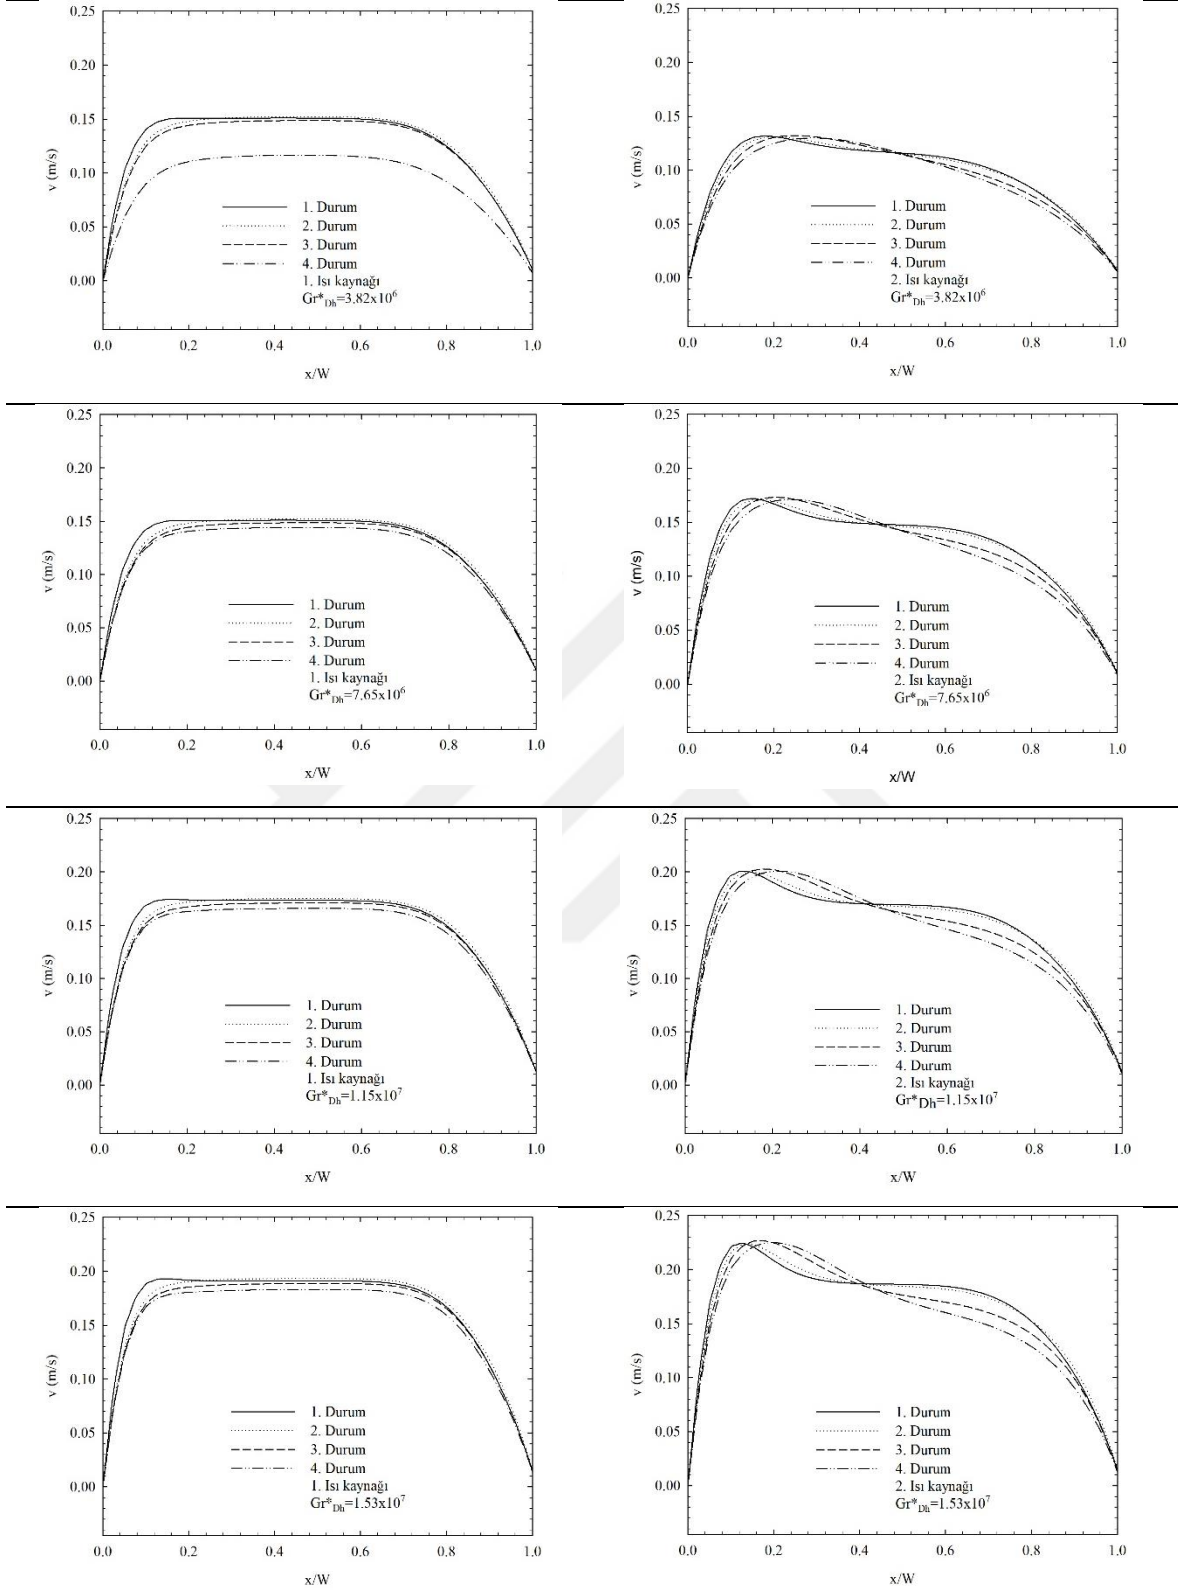 0.25
0.20
0.15
0.10
0.05
0.00
v (m/s)
1. Durum
2. Durum
3. Durum
4. Durum
1. Isı kaynağı
Gr*Dh=3.82x10⁶
0.0 0.2 0.4 0.6 0.8 1.0
x/W
0.25
0.20
0.15
0.10
0.05
0.00
v (m/s)
1. Durum
2. Durum
3. Durum
4. Durum
2. Isı kaynağı
Gr*Dh=3.82x10⁶
0.0 0.2 0.4 0.6 0.8 1.0
x/W
0.25
0.20
0.15
0.10
0.05
0.00
v (m/s)
1. Durum
2. Durum
3. Durum
4. Durum
1. Isı kaynağı
Gr*Dh=7.65x10⁶
0.0 0.2 0.4 0.6 0.8 1.0
x/W
0.25
0.20
0.15
0.10
0.05
0.00
v (m/s)
1. Durum
2. Durum
3. Durum
4. Durum
2. Isı kaynağı
Gr*Dh=7.65x10⁶
0.0 0.2 0.4 0.6 0.8 1.0
x/W
0.25
0.20
0.15
0.10
0.05
0.00
v (m/s)
1. Durum
2. Durum
3. Durum
4. Durum
1. Isı kaynağı
Gr*Dh=1.15x10⁷
0.0 0.2 0.4 0.6 0.8 1.0
x/W
0.25
0.20
0.15
0.10
0.05
0.00
v (m/s)
1. Durum
2. Durum
3. Durum
4. Durum
2. Isı kaynağı
Gr*Dh=1.15x10⁷
0.0 0.2 0.4 0.6 0.8 1.0
x/W
0.25
0.20
0.15
0.10
0.05
0.00
v (m/s)
1. Durum
2. Durum
3. Durum
4. Durum
1. Isı kaynağı
Gr*Dh=1.53x10⁷
0.0 0.2 0.4 0.6 0.8 1.0
x/W
0.25
0.20
0.15
0.10
0.05
0.00
v (m/s)
1. Durum
2. Durum
3. Durum
4. Durum
2. Isı kaynağı
Gr*Dh=1.53x10⁷
0.0 0.2 0.4 0.6 0.8 1.0
x/W